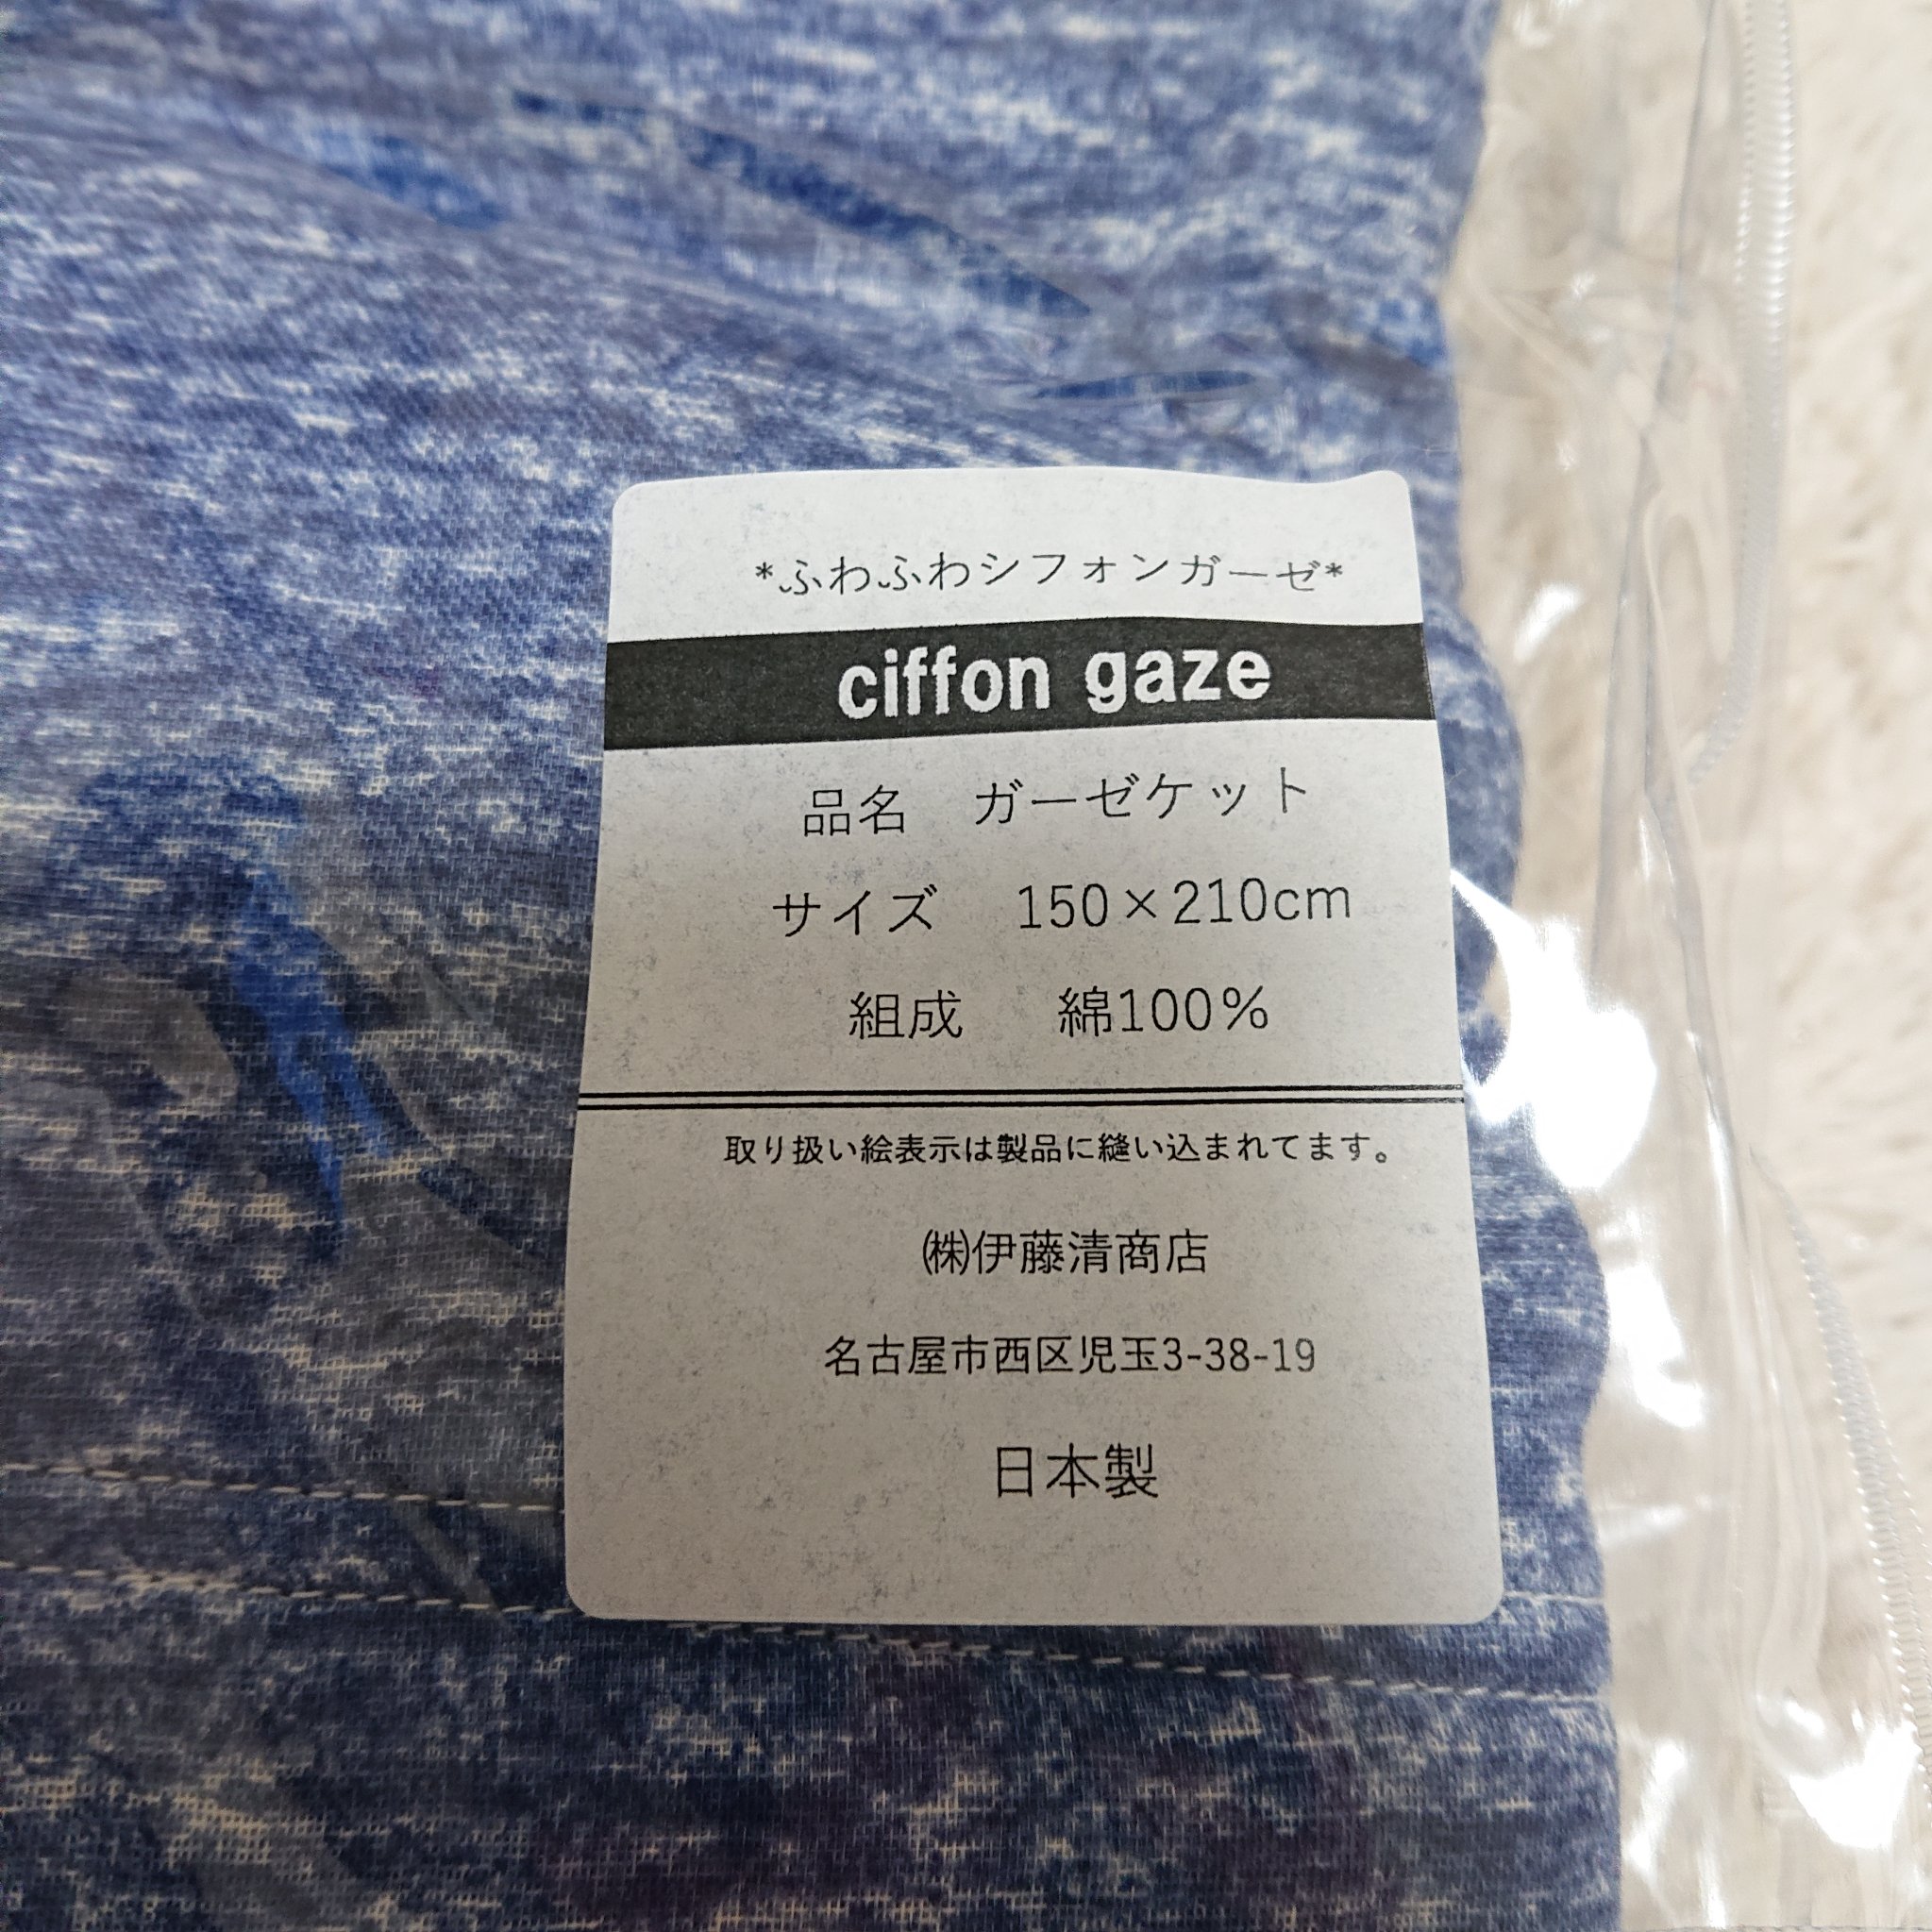 *ふわふわシフォンガーゼ*
ciffon gaze
品名　ガーゼケット
サイズ　150×210cm
組成　綿100%
取り扱い絵表示は製品に縫い込まれてます。
㈱伊藤清商店
名古屋市西区児玉3-38-19
日本製